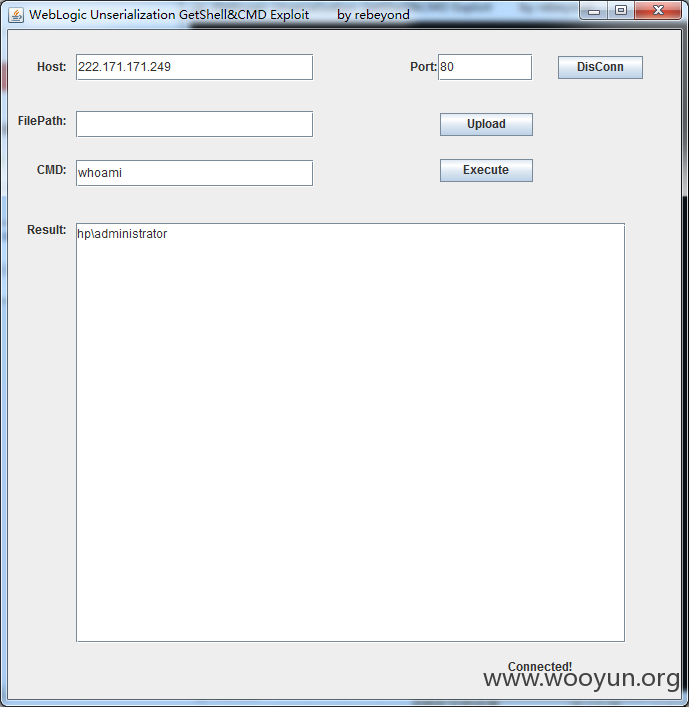 WebLogic Unserialization GetShell&CMD Exploit by rebeyond
Host: 222.171.171.249 Port: 80 DisConn
FilePath: Upload
CMD: whoami Execute
Result: hp\administrator
Connected!
www.wooyun.org